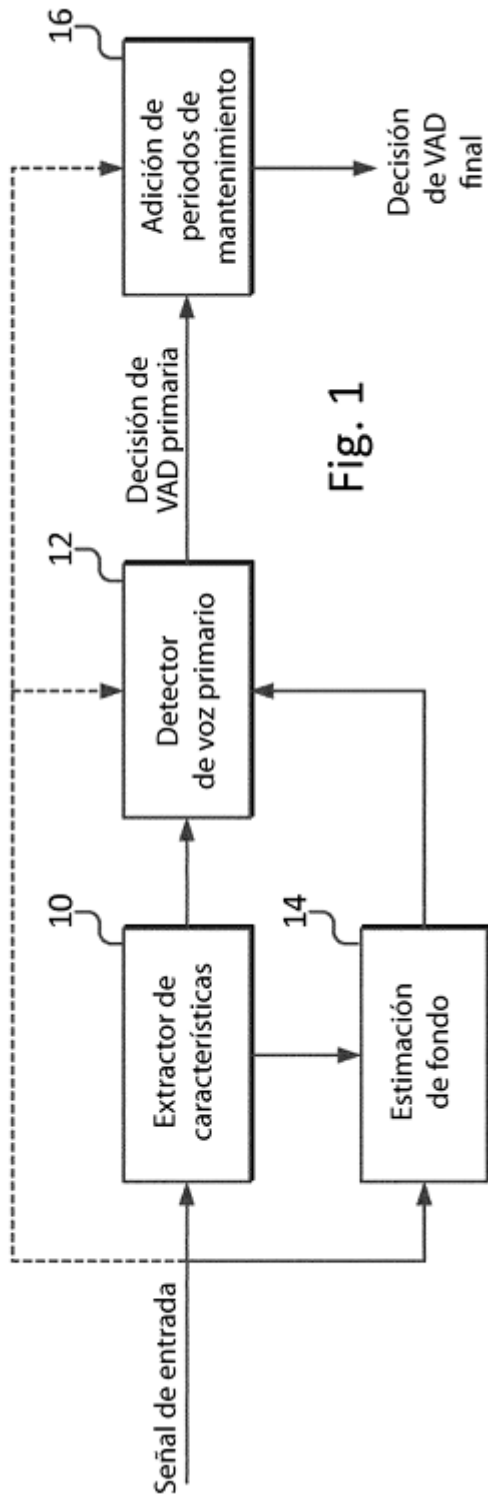 Señal de entrada
10
Extractor de
características
14
Estimación
de fondo
12
Detector
de voz primario
Decisión de
VAD primaria
16
Adición de
periodos de
mantenimiento
Decisión
de VAD
final
Fig. 1